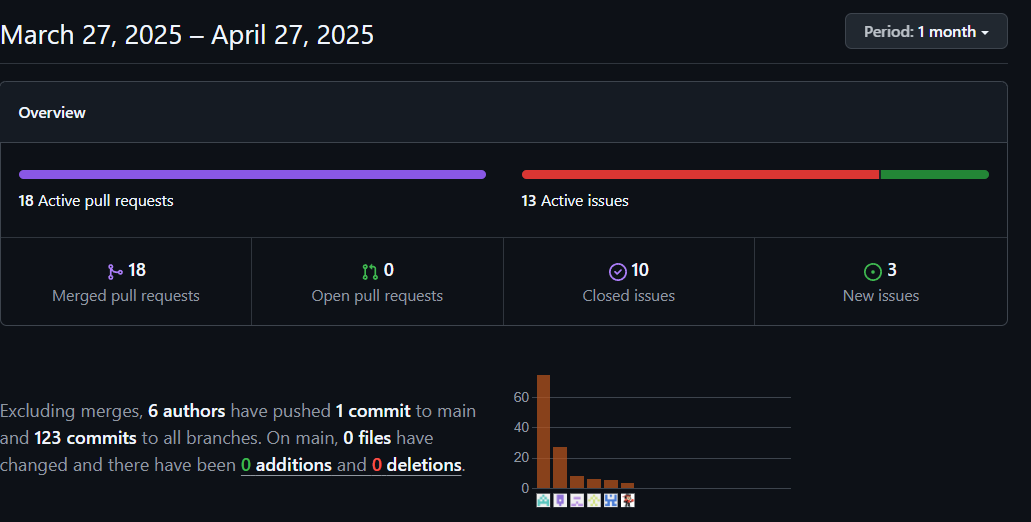 March 27, 2025 – April 27, 2025
Period: 1 month
Overview
18 Active pull requests
13 Active issues
18
Merged pull requests
0
Open pull requests
10
Closed issues
3
New issues
Excluding merges, 6 authors have pushed 1 commit to main
and 123 commits to all branches. On main, 0 files have
changed and there have been 0 additions and 0 deletions.
60
40
20
0